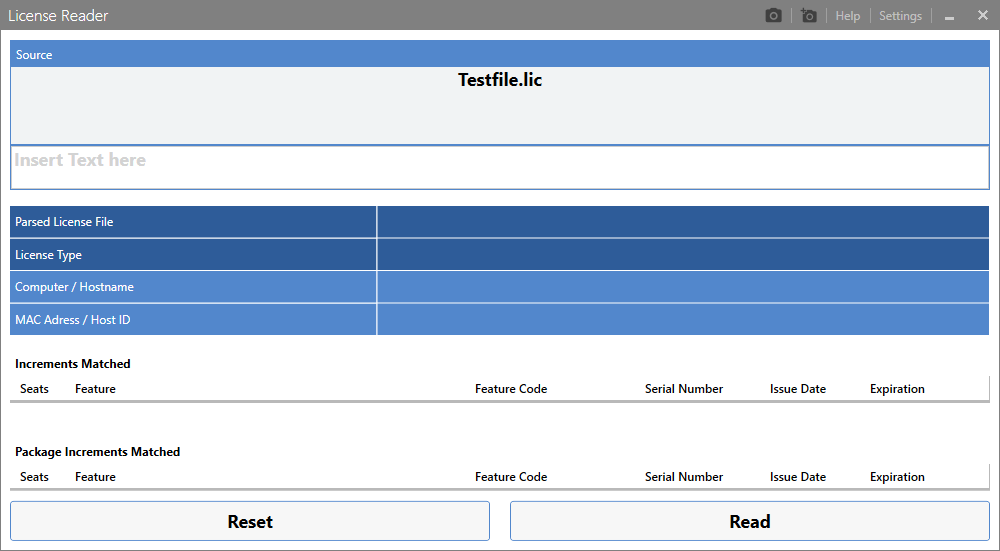 License Reader Help Settings
Source
Testfile.lic
Insert Text here
Parsed License File
License Type
Computer / Hostname
MAC Adress / Host ID
Increments Matched
Seats Feature Feature Code Serial Number Issue Date Expiration
Package Increments Matched
Seats Feature Feature Code Serial Number Issue Date Expiration
Reset Read